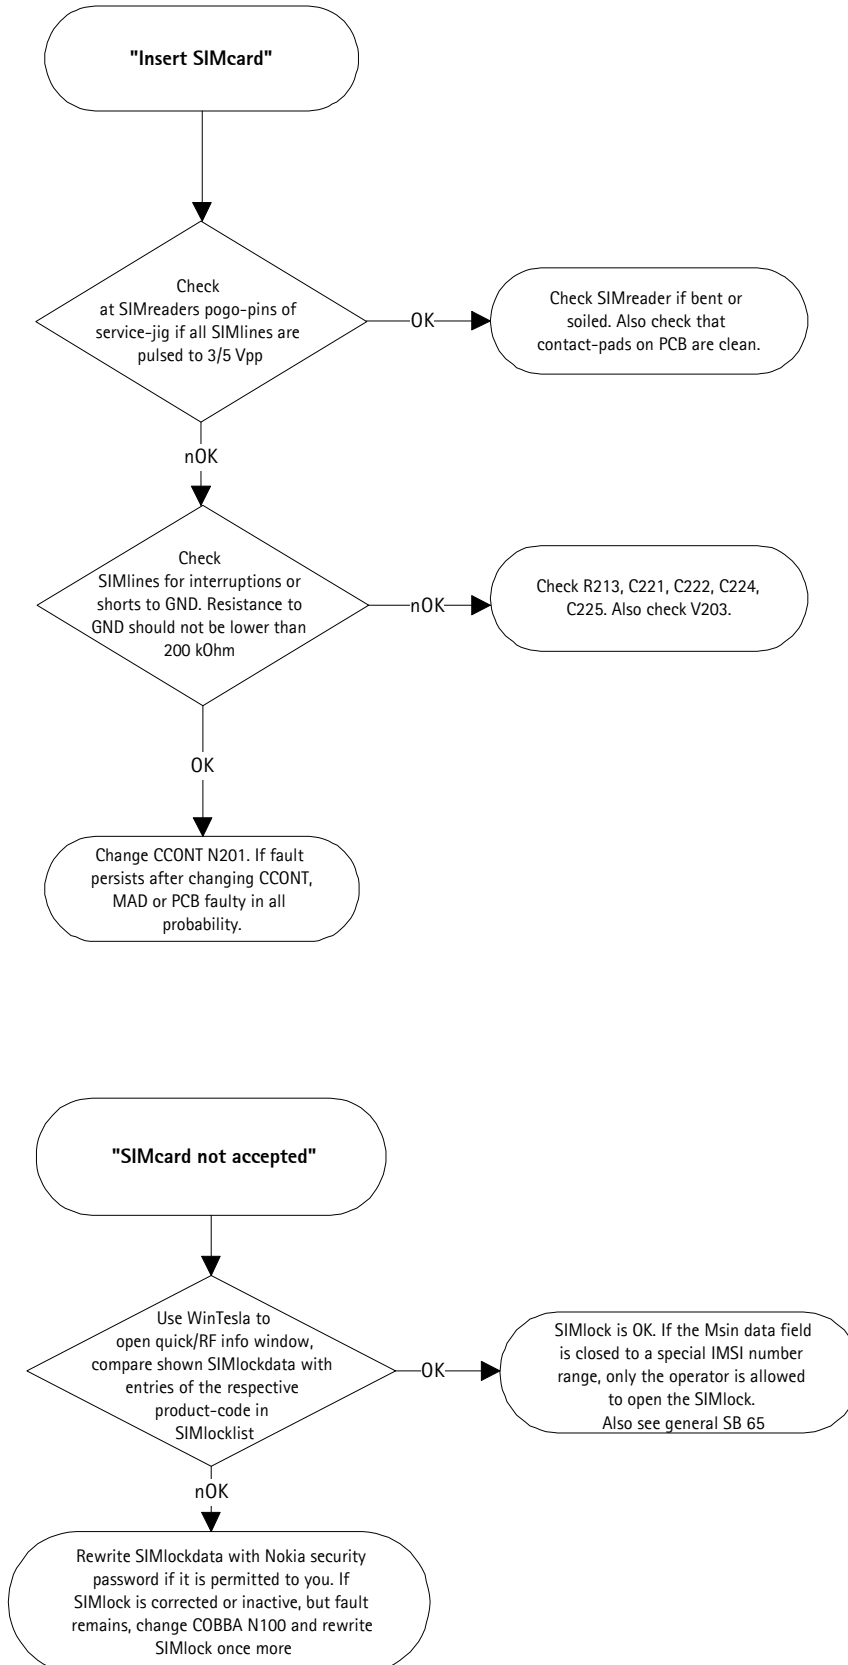 "Insert SIMcard"
Check
at SIMreaders pogo-pins of
service-jig if all SIMlines are
pulsed to 3/5 Vpp
OK
Check SIMreader if bent or
soiled. Also check that
contact-pads on PCB are clean.
nOK
Check
SIMlines for interruptions or
shorts to GND. Resistance to
GND should not be lower than
200 kOhm
nOK
Check R213, C221, C222, C224,
C225. Also check V203.
OK
Change CCONT N201. If fault
persists after changing CCONT,
MAD or PCB faulty in all
probability.
"SIMcard not accepted"
Use WinTesla to
open quick/RF info window,
compare shown SIMlockdata with
entries of the respective
product-code in
SIMlocklist
OK
SIMlock is OK. If the Msin data field
is closed to a special IMSI number
range, only the operator is allowed
to open the SIMlock.
Also see general SB 65
nOK
Rewrite SIMlockdata with Nokia security
password if it is permitted to you. If
SIMlock is corrected or inactive, but fault
remains, change COBBA N100 and rewrite
SIMlock once more